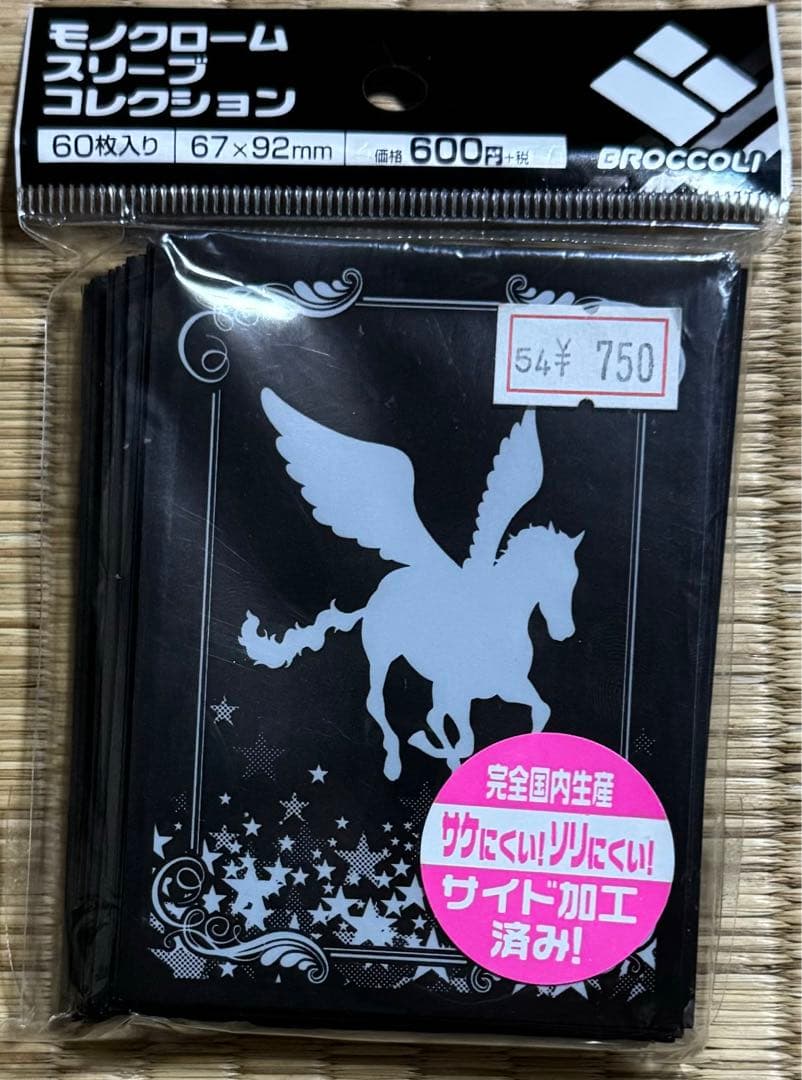 モノクローム
スリーブ
コレクション
60枚入り 67×92mm 価格 600円+税
BROCCOLI
54¥ 750
完全国内生産
サケにくい!ソリにくい!
サイド加工
済み!